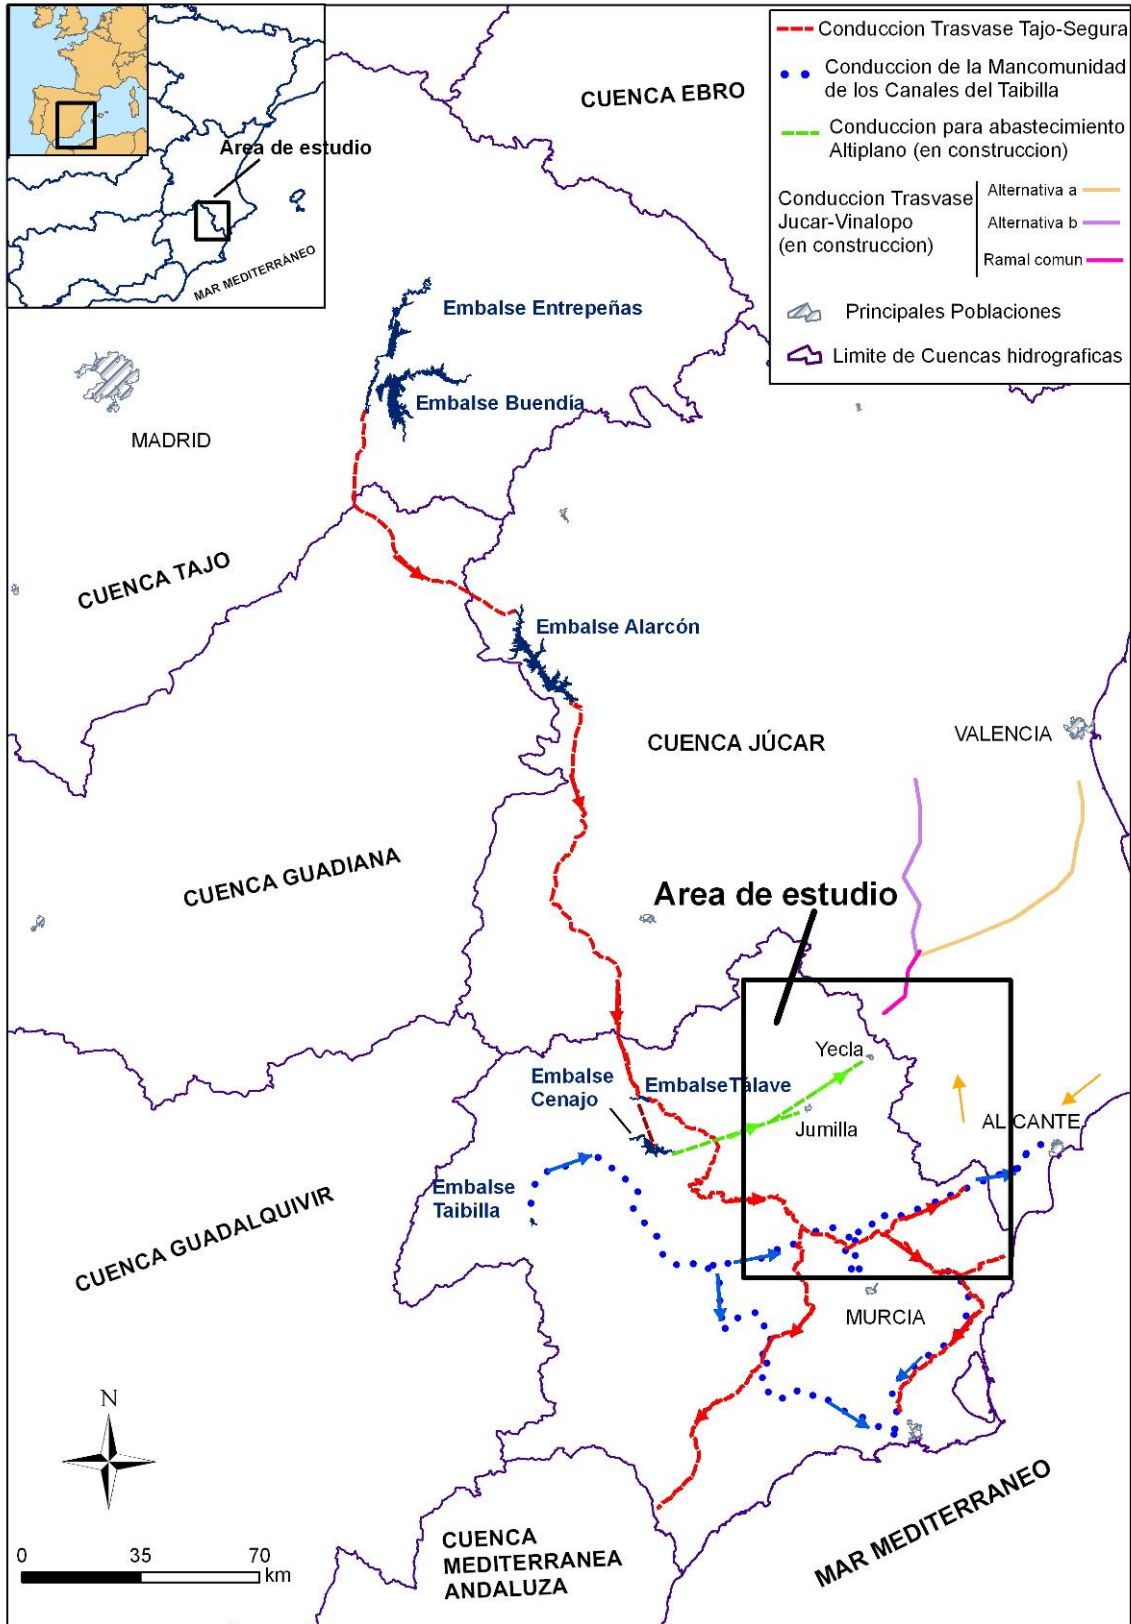 Area de estudio
MAR MEDITERRÁNEO
Conduccion Trasvase Tajo-Segura
Conduccion de la Mancomunidad
de los Canales del Taibilla
Conduccion para abastecimiento
Altiplano (en construccion)
Conduccion Trasvase
Jucar-Vinalopo
(en construccion)
Alternativa a
Alternativa b
Ramal comun
Principales Poblaciones
Limite de Cuencas hidrograficas
CUENCA EBRO
Embalse Entrepeñas
Embalse Buendía
MADRID
CUENCA TAJO
Embalse Alarcón
CUENCA JÚCAR
VALENCIA
CUENCA GUADIANA
Area de estudio
Yecla
Embalse
Cenajo
EmbalseTálave
Jumilla
ALICANTE
Embalse
Taibilla
CUENCA GUADALQUIVIR
MURCIA
N
0 35 70
km
CUENCA
MEDITERRANEA
ANDALUZA
MAR MEDITERRANEO